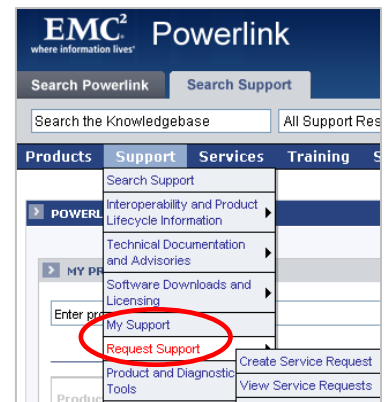 EMC² Powerlink
where information lives®
Search Powerlink Search Support
Search the Knowledgebase All Support Res
Products Support Services Training S
Search Support
Interoperability and Product
Lifecycle Information
POWERL
Technical Documentation
and Advisories
MY PR
Software Downloads and
Licensing
Enter pro
My Support
Request Support
Create Service Request
Product and Diagnostic
Tools
View Service Requests
Produc